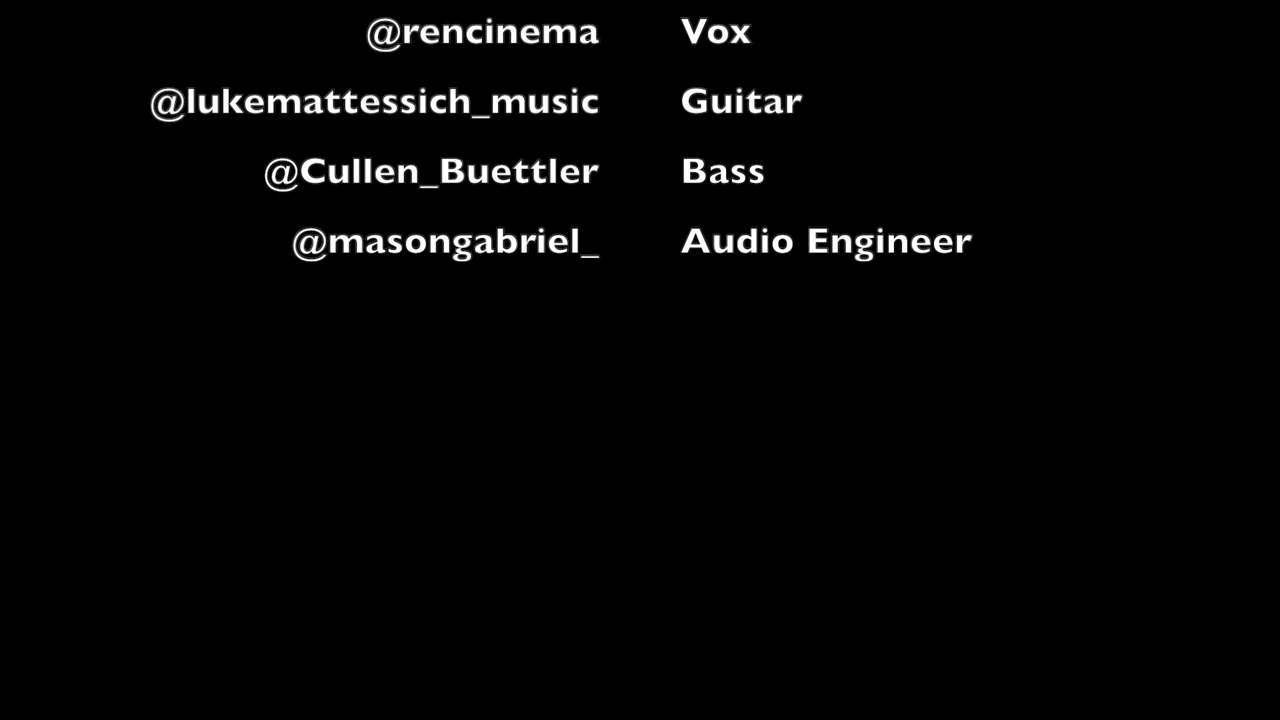 @rencinema Vox
@lukemattessich_music Guitar
@Cullen_Buettler Bass
@masongabriel_ Audio Engineer